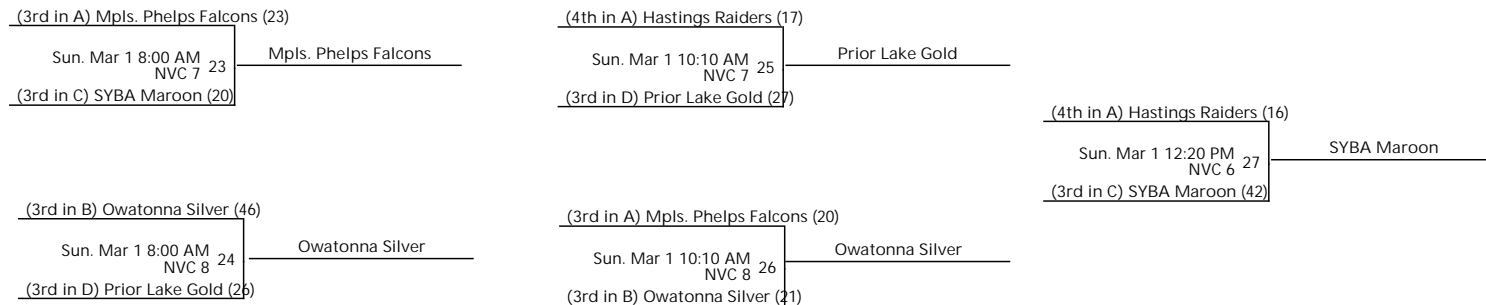 (3rd in A) Mpls. Phelps Falcons (23)
Sun. Mar 1 8:00 AM
NVC 7 23
Mpls. Phelps Falcons
(3rd in C) SYBA Maroon (20)
(3rd in B) Owatonna Silver (46)
Sun. Mar 1 8:00 AM
NVC 8 24
Owatonna Silver
(3rd in D) Prior Lake Gold (26)
(4th in A) Hastings Raiders (17)
Sun. Mar 1 10:10 AM
NVC 7 25
Prior Lake Gold
(3rd in D) Prior Lake Gold (27)
(3rd in A) Mpls. Phelps Falcons (20)
Sun. Mar 1 10:10 AM
NVC 8 26
Owatonna Silver
(3rd in B) Owatonna Silver (21)
(4th in A) Hastings Raiders (16)
Sun. Mar 1 12:20 PM
NVC 6 27
SYBA Maroon
(3rd in C) SYBA Maroon (42)